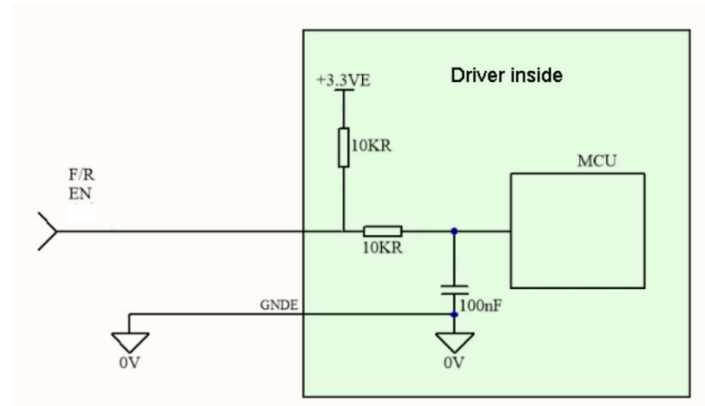 Driver inside
+3.3VE
10KR
MCU
F/R
EN
10KR
GNDE
100nF
0V
0V